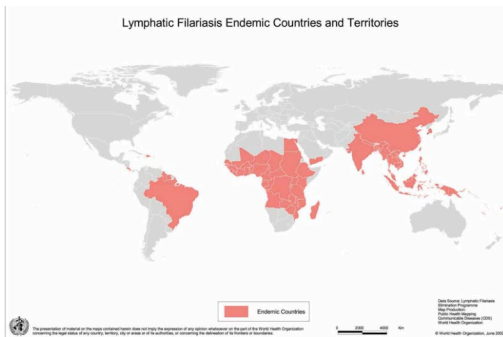 Lymphatic Filariasis Endemic Countries and Territories
Endemic Countries
Data Source: Lymphatic Filariasis
Elimination Programme
Map Production:
Public Health Mapping
Communicable Diseases (CDS)
World Health Organization
0 2000 4000 Km
The presentation of material on the maps contained herein does not imply the expression of any opinion whatsoever on the part of the World Health Organization
concerning the legal status of any country, territory, city or areas or of its authorities, or concerning the delineation of its frontiers or boundaries.
© World Health Organization, June